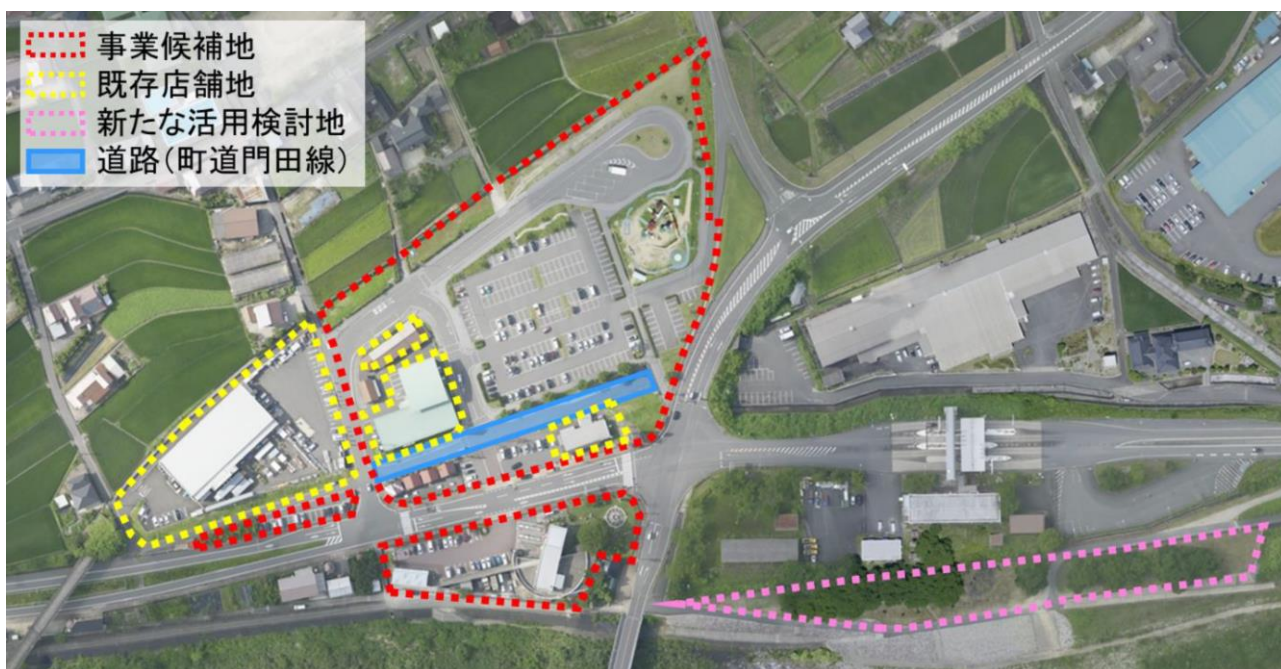 事業候補地
既存店舗地
新たな活用検討地
道路(町道門田線)